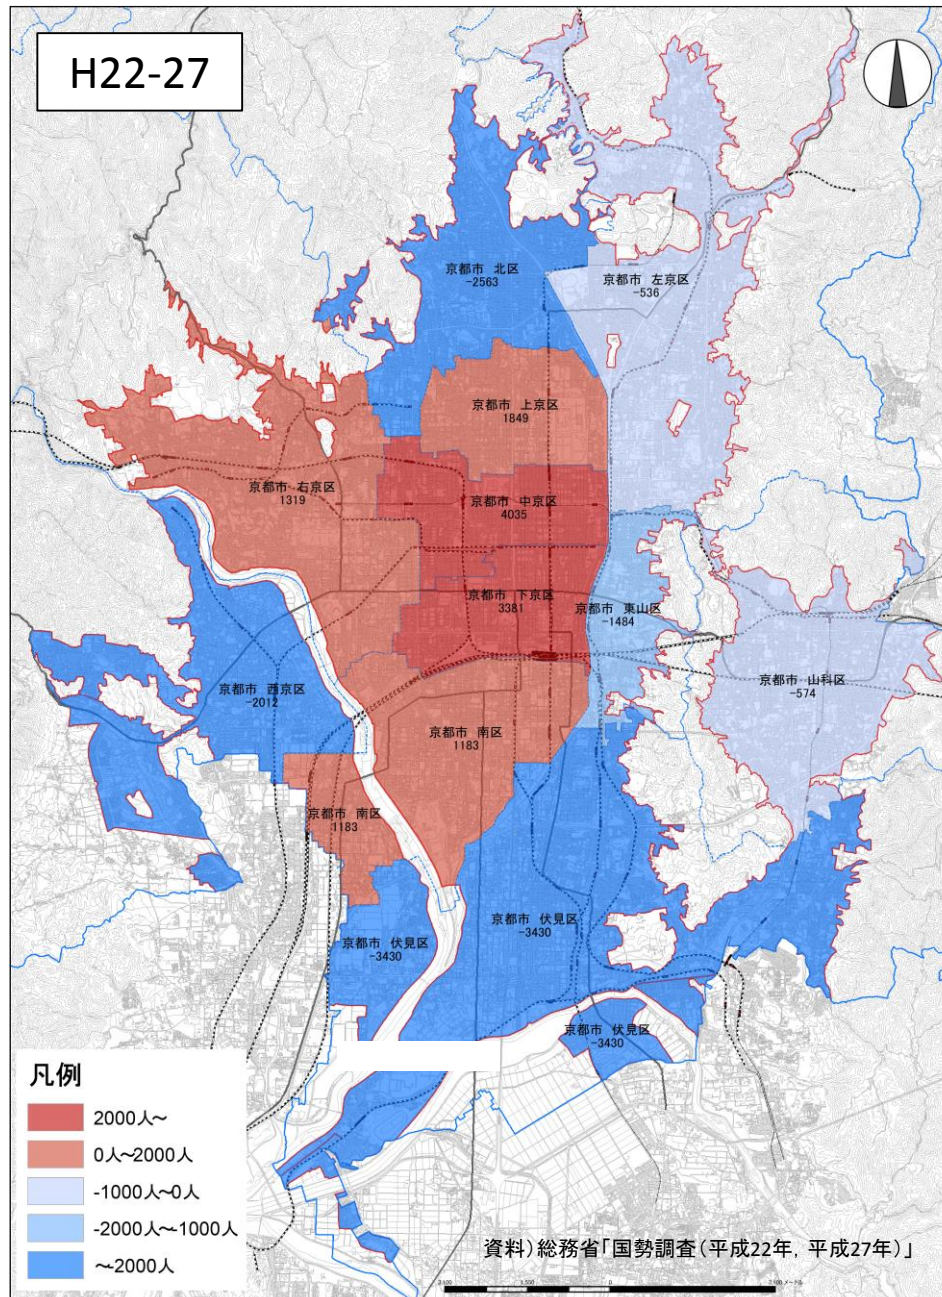 H22-27
京都市 北区
-2563
京都市 左京区
-536
京都市 上京区
1849
京都市 右京区
1319
京都市 中京区
4035
京都市 下京区
3381
京都市 東山区
-1484
京都市 山科区
-574
京都市 西京区
-2012
京都市 南区
1183
京都市 南区
1183
京都市 伏見区
-3430
京都市 伏見区
-3430
京都市 伏見区
-3430
凡例
2000人～
0人～2000人
-1000人～0人
-2000人～-1000人
～-2000人
資料）総務省「国勢調査（平成22年，平成27年）」